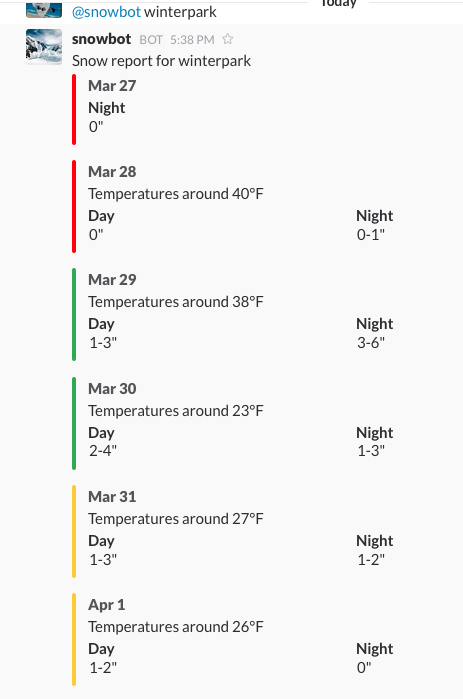 Today
@snowbot winterpark
snowbot BOT 5:38 PM
Snow report for winterpark
Mar 27
Night
0"
Mar 28
Temperatures around 40°F
Day Night
0" 0-1"
Mar 29
Temperatures around 38°F
Day Night
1-3" 3-6"
Mar 30
Temperatures around 23°F
Day Night
2-4" 1-3"
Mar 31
Temperatures around 27°F
Day Night
1-3" 1-2"
Apr 1
Temperatures around 26°F
Day Night
1-2" 0"